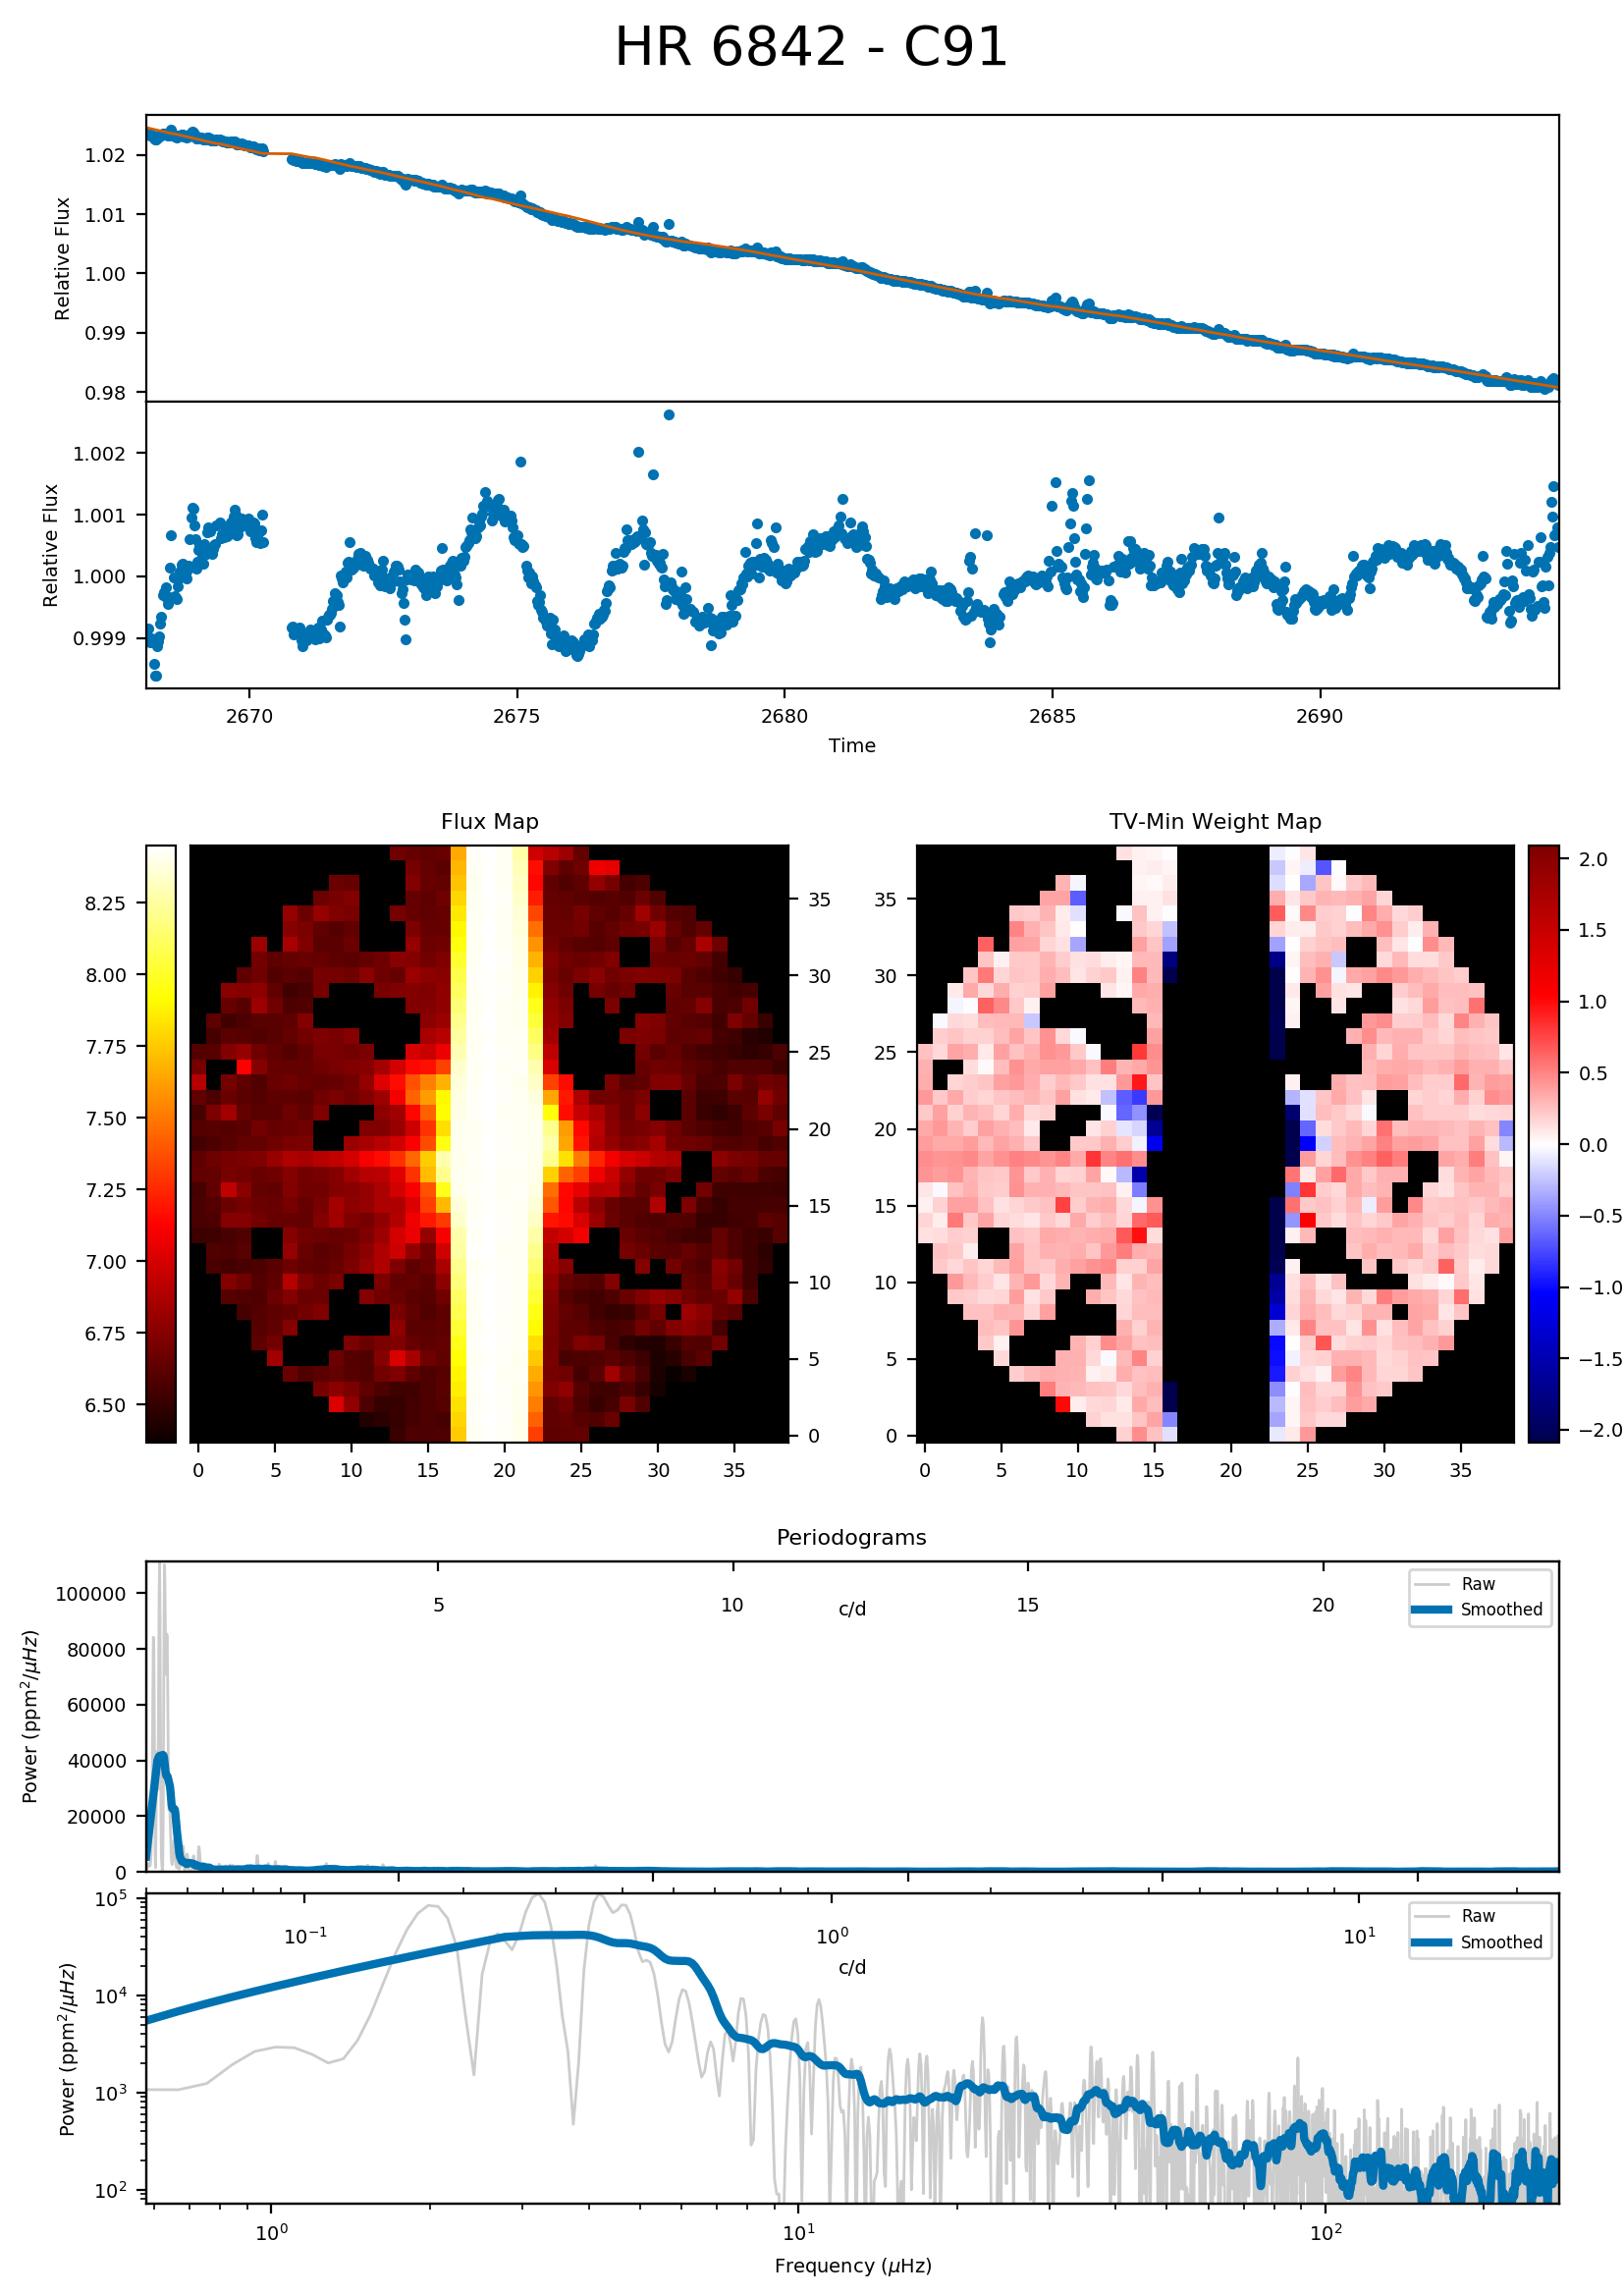 HR 6842 - C91
Relative Flux
1.02
1.01
1.00
0.99
0.98
Relative Flux
1.002
1.001
1.000
0.999
2670 2675 2680 2685 2690
Time
Flux Map
TV-Min Weight Map
8.25
8.00
7.75
7.50
7.25
7.00
6.75
6.50
35
30
25
20
15
10
5
0
0 5 10 15 20 25 30 35
35
30
25
20
15
10
5
0
0 5 10 15 20 25 30 35
2.0
1.5
1.0
0.5
0.0
−0.5
−1.0
−1.5
−2.0
Periodograms
Power (ppm²/μHz)
100000
80000
60000
40000
20000
0
5 10 15 20
c/d
Raw
Smoothed
Power (ppm²/μHz)
10⁵
10⁴
10³
10²
10⁻¹ 10⁰ 10¹
c/d
Raw
Smoothed
10⁰ 10¹ 10²
Frequency (μHz)